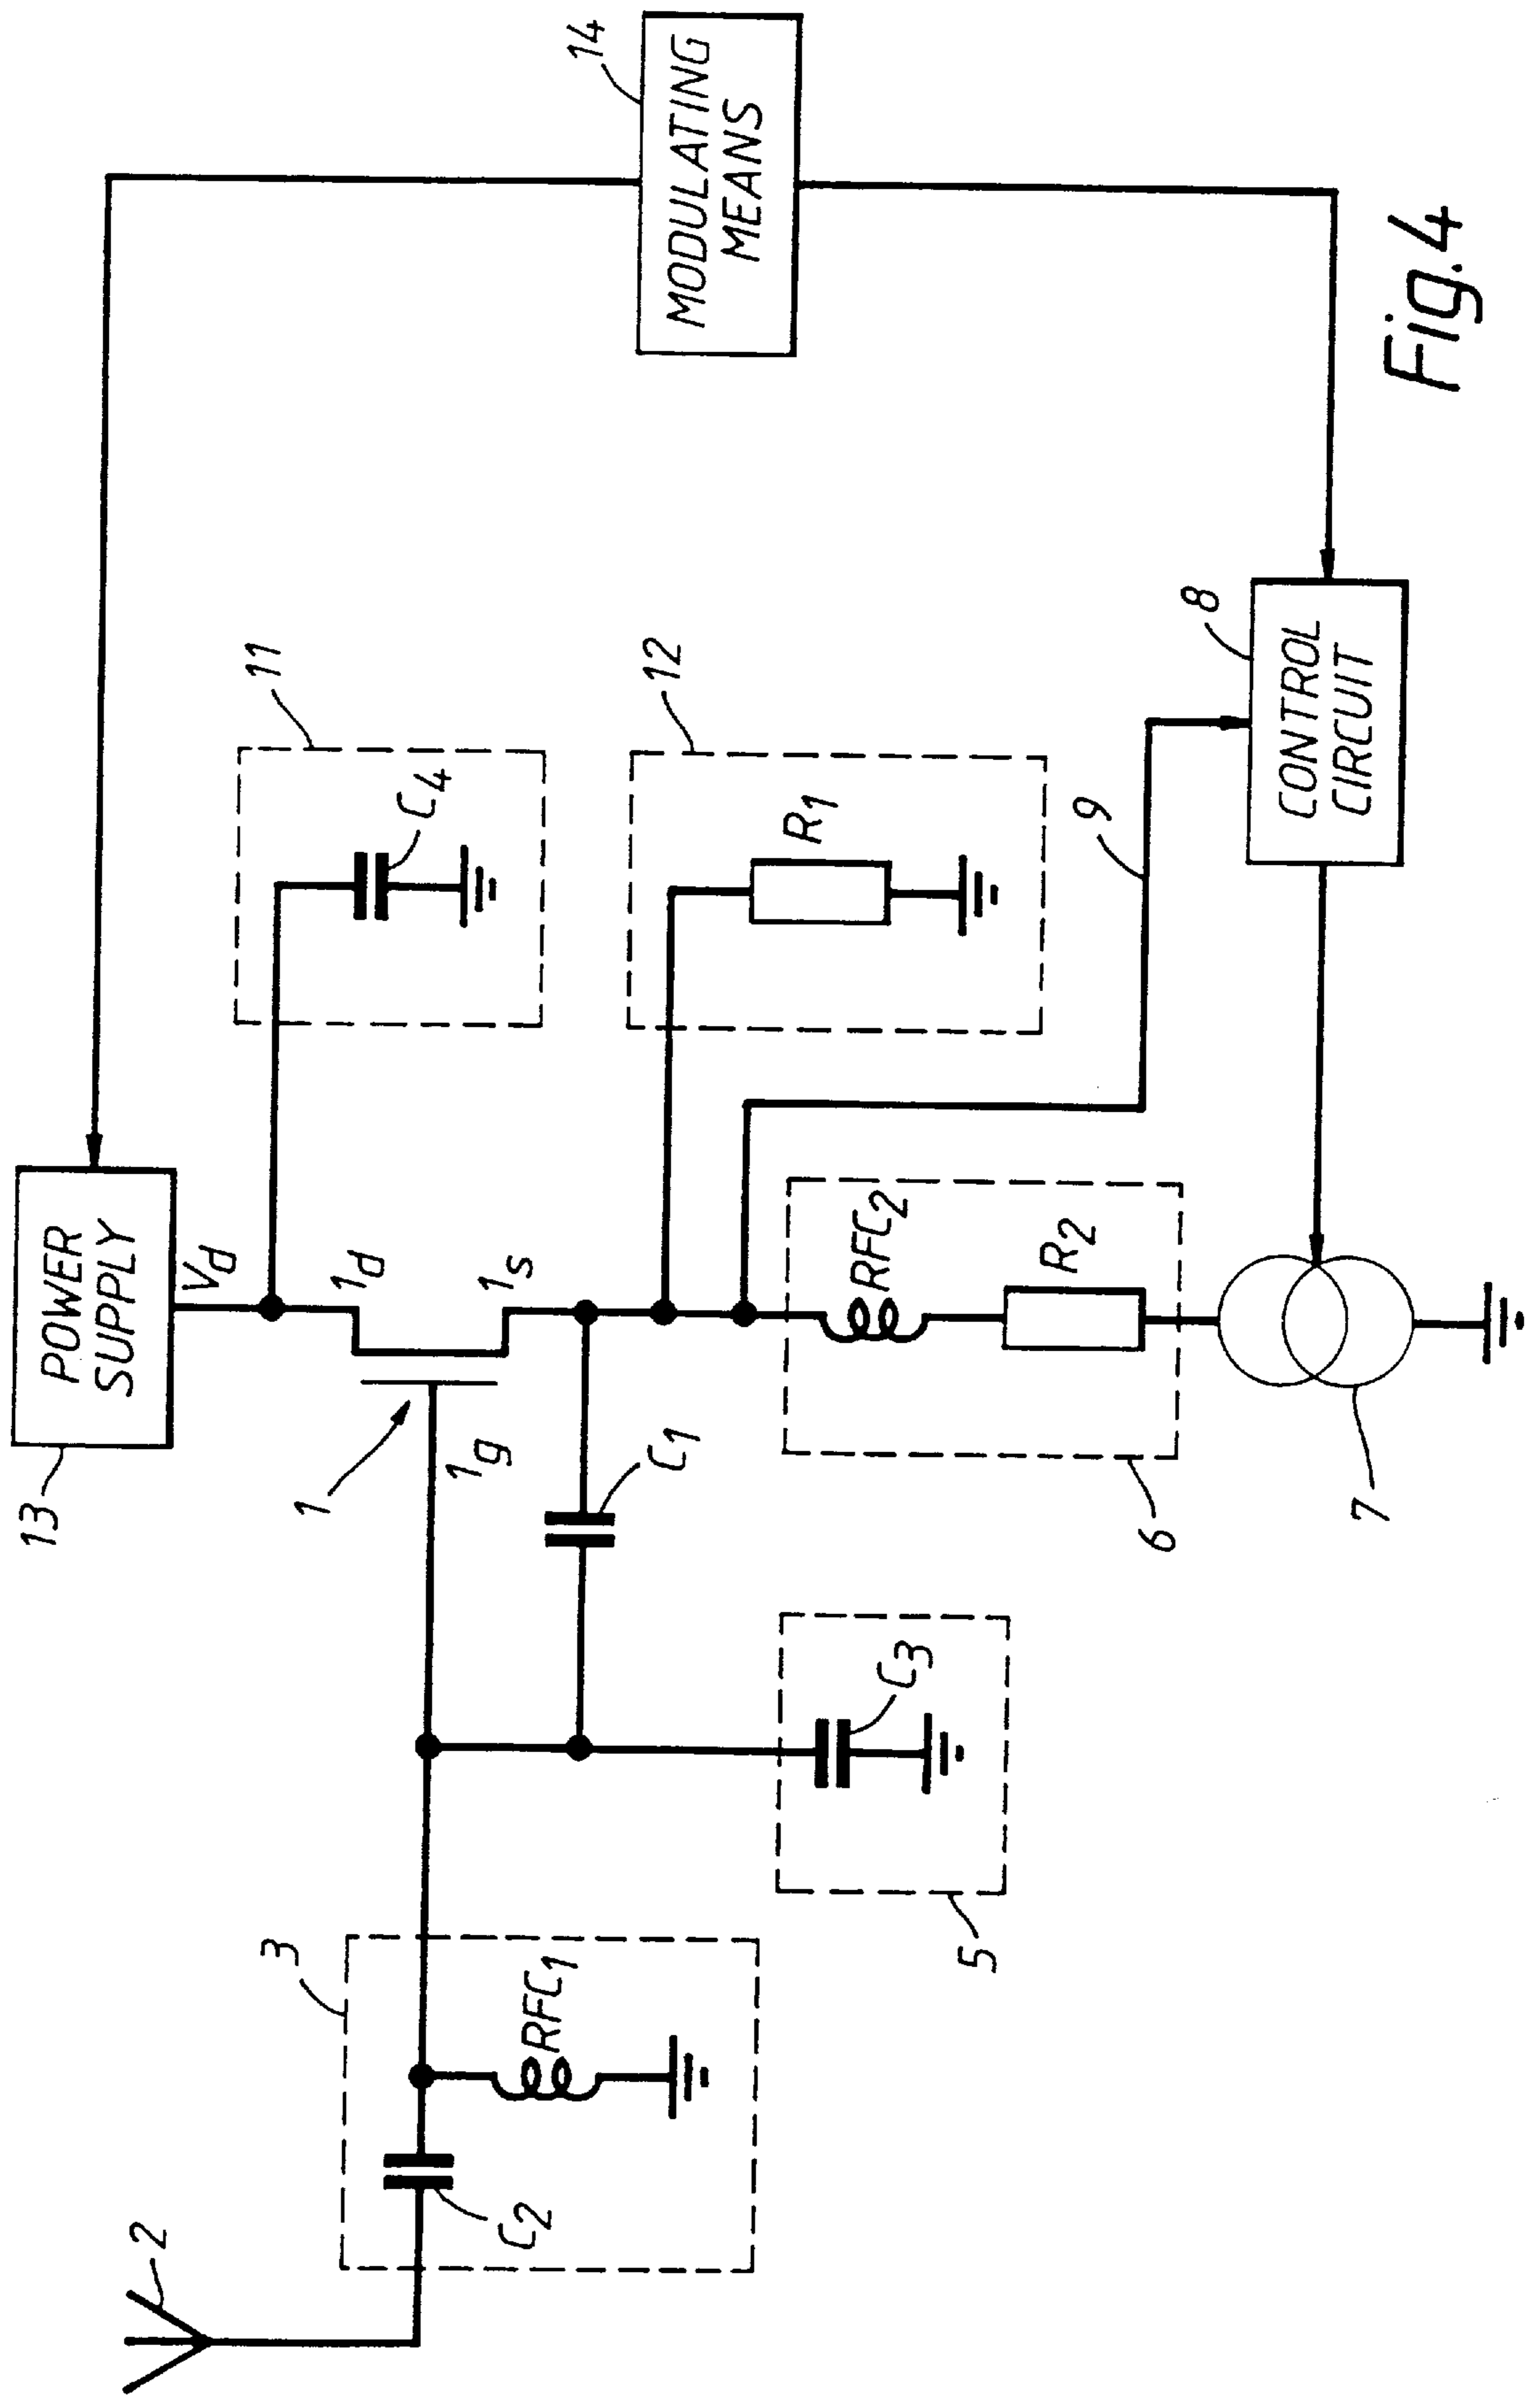 13
POWER
SUPPLY
Vd
14
MODULATING
MEANS
11
C4
1
1d
1g
1s
12
R1
C1
9
3
RFC1
C2
2
5
C3
6
RFC2
R2
7
8
CONTROL
CIRCUIT
Fig.4